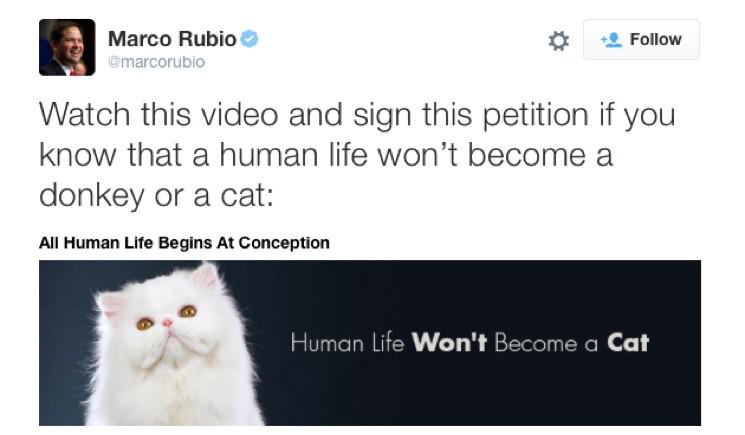 Marco Rubio
@marcorubio
Follow
Watch this video and sign this petition if you
know that a human life won’t become a
donkey or a cat:
All Human Life Begins At Conception
Human Life Won't Become a Cat